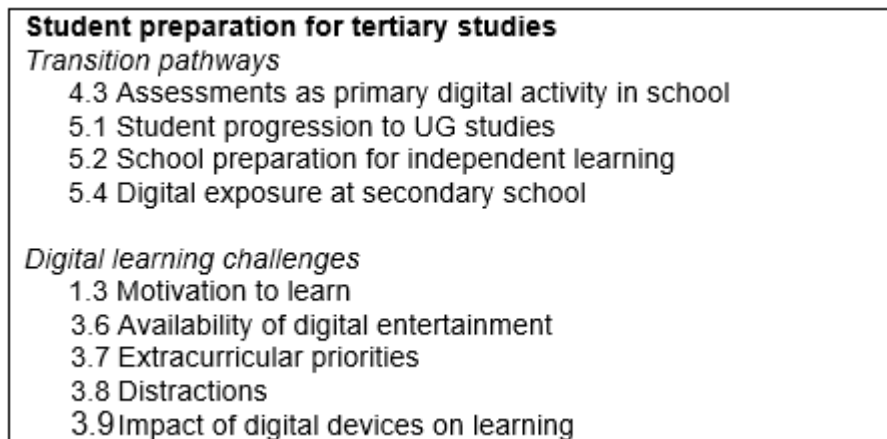 Student preparation for tertiary studies
Transition pathways
4.3 Assessments as primary digital activity in school
5.1 Student progression to UG studies
5.2 School preparation for independent learning
5.4 Digital exposure at secondary school
Digital learning challenges
1.3 Motivation to learn
3.6 Availability of digital entertainment
3.7 Extracurricular priorities
3.8 Distractions
3.9 Impact of digital devices on learning